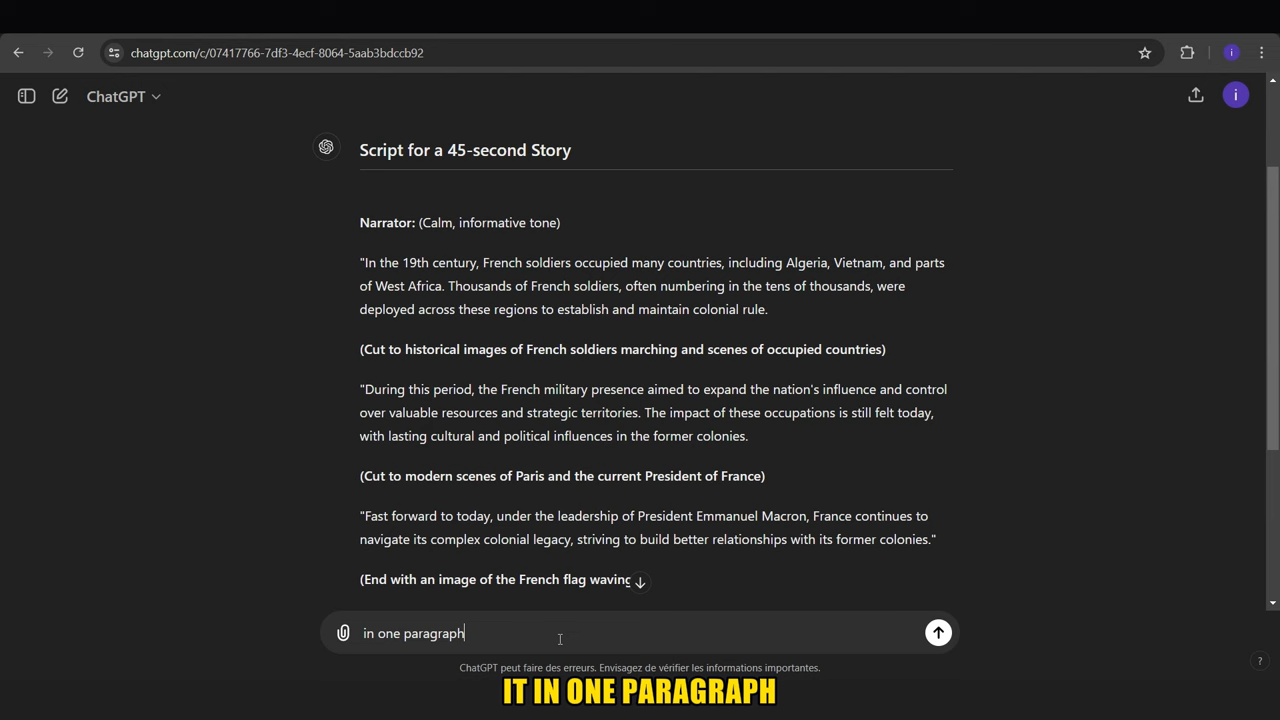 chatgpt.com/c/07417766-7df3-4ecf-8064-5aab3bdccb92
i
ChatGPT
i
Script for a 45-second Story
Narrator: (Calm, informative tone)
"In the 19th century, French soldiers occupied many countries, including Algeria, Vietnam, and parts
of West Africa. Thousands of French soldiers, often numbering in the tens of thousands, were
deployed across these regions to establish and maintain colonial rule.
(Cut to historical images of French soldiers marching and scenes of occupied countries)
"During this period, the French military presence aimed to expand the nation's influence and control
over valuable resources and strategic territories. The impact of these occupations is still felt today,
with lasting cultural and political influences in the former colonies.
(Cut to modern scenes of Paris and the current President of France)
"Fast forward to today, under the leadership of President Emmanuel Macron, France continues to
navigate its complex colonial legacy, striving to build better relationships with its former colonies."
(End with an image of the French flag waving
in one paragraph
ChatGPT peut faire des erreurs. Envisagez de vérifier les informations importantes.
?
IT IN ONE PARAGRAPH